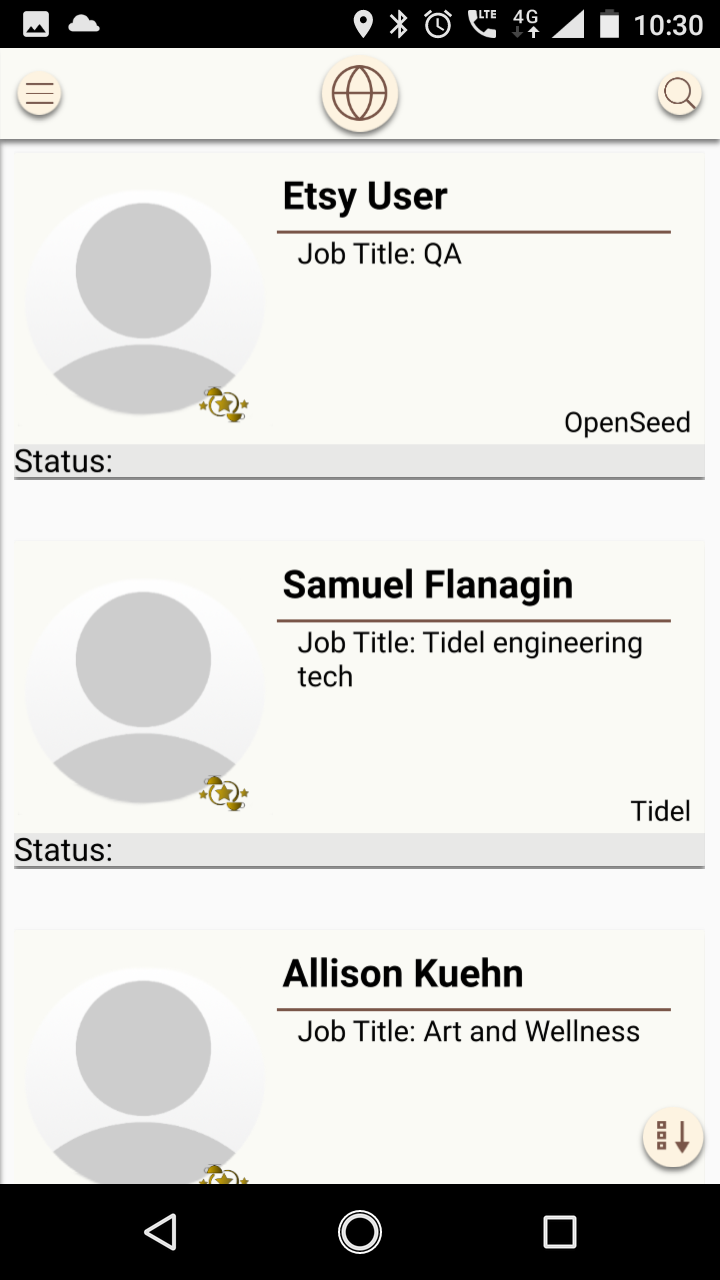 LTE 4G 10:30
Etsy User
Job Title: QA
OpenSeed
Status:
Samuel Flanagin
Job Title: Tidel engineering
tech
Tidel
Status:
Allison Kuehn
Job Title: Art and Wellness